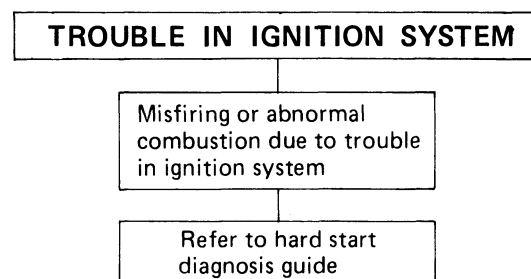 TROUBLE IN IGNITION SYSTEM
Misfiring or abnormal
combustion due to trouble
in ignition system
Refer to hard start
diagnosis guide